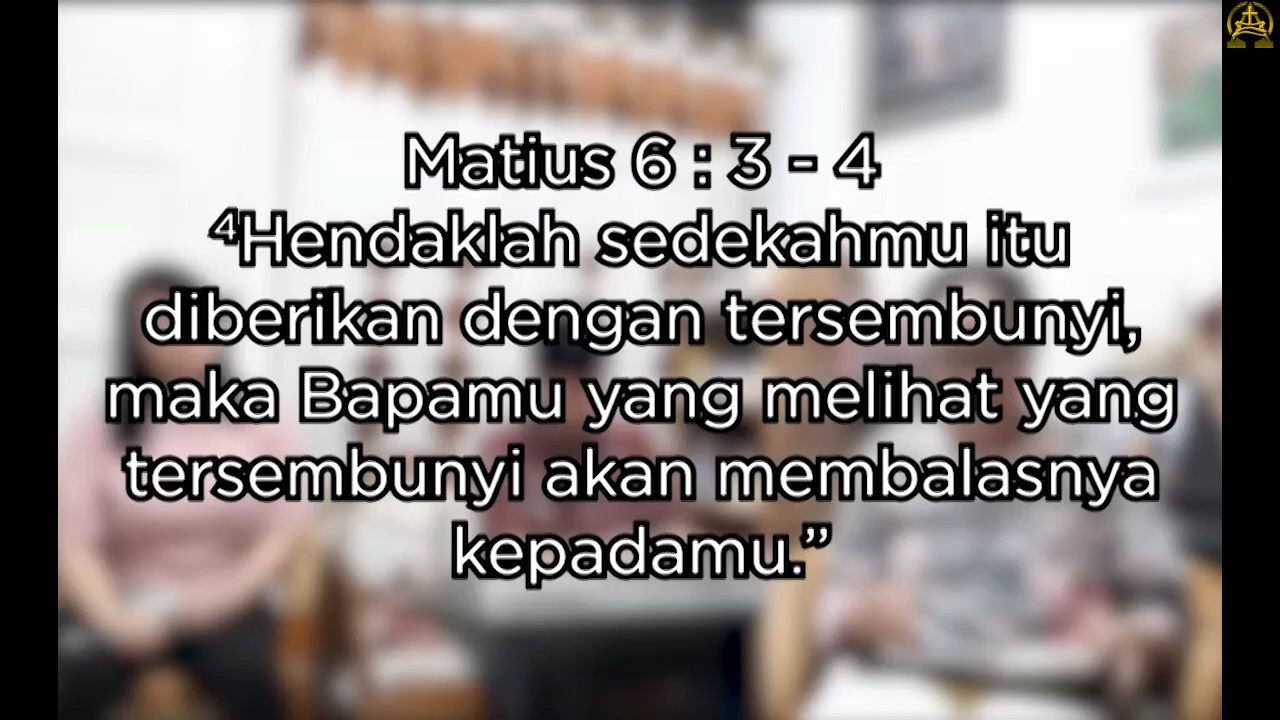 Matius 6 : 3 - 4
⁴Hendaklah sedekahmu itu
diberikan dengan tersembunyi,
maka Bapamu yang melihat yang
tersembunyi akan membalasnya
kepadamu.”